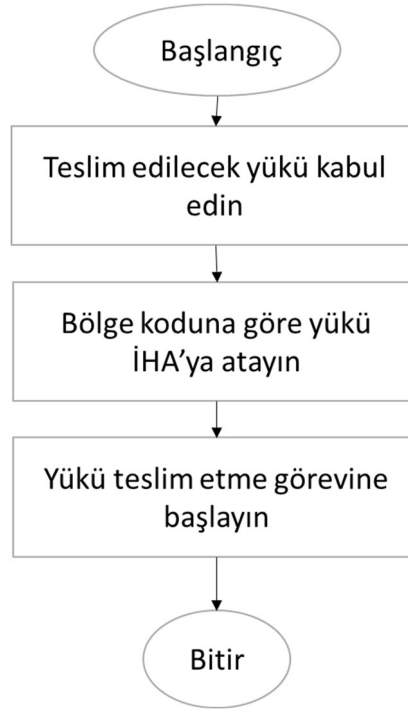 Başlangıç
Teslim edilecek yükü kabul
edin
Bölge koduna göre yükü
İHA’ya atayın
Yükü teslim etme görevine
başlayın
Bitir